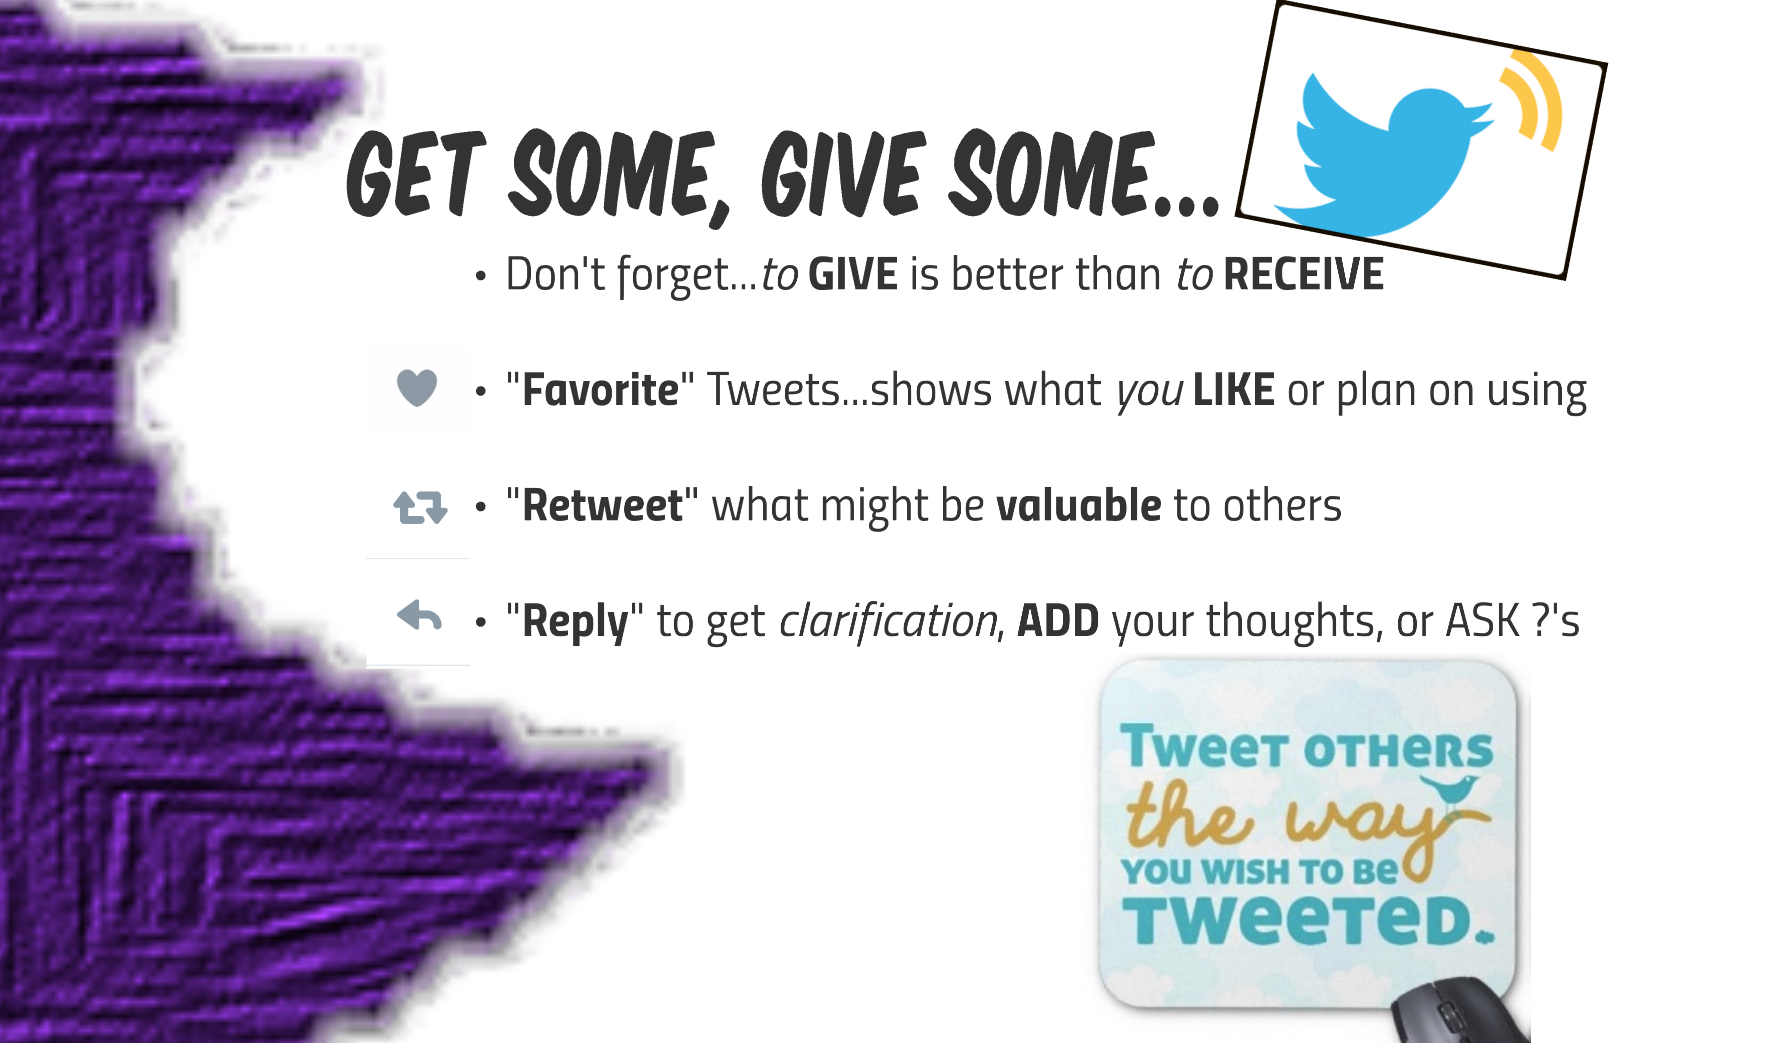 GET SOME, GIVE SOME...
• Don't forget...to GIVE is better than to RECEIVE
• "Favorite" Tweets...shows what you LIKE or plan on using
• "Retweet" what might be valuable to others
• "Reply" to get clarification, ADD your thoughts, or ASK ?'s
Tweet others
the way
you wish to be
tweeted.